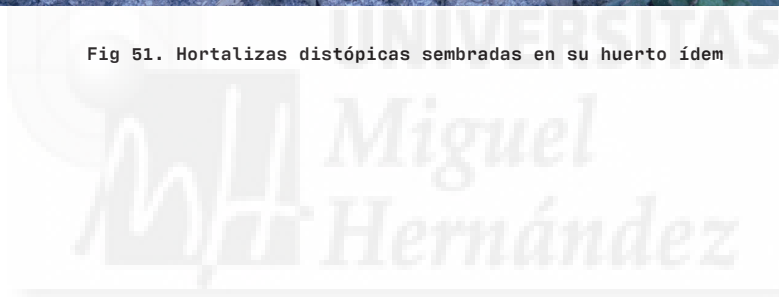 Fig 51. Hortalizas distópicas sembradas en su huerto ídem
UNIVERSITAS
Miguel
Hernández